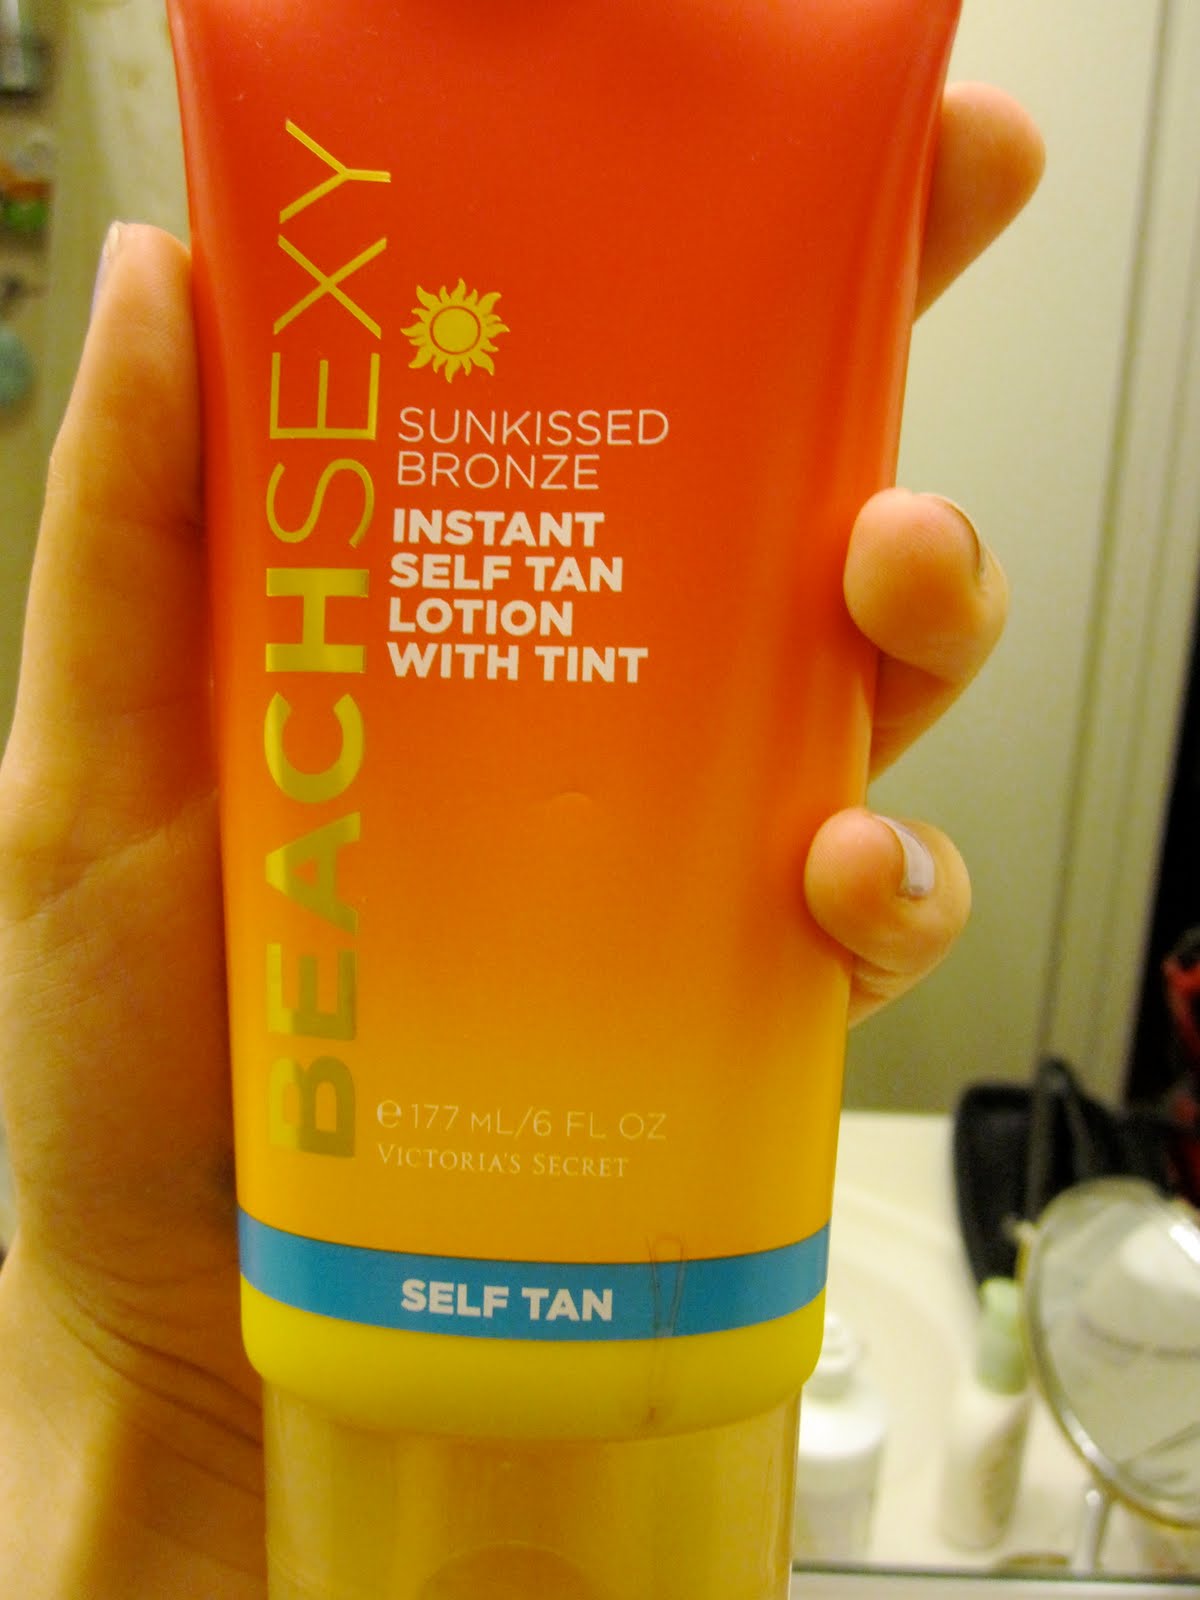 BEACHSEXY
SUNKISSED
BRONZE
INSTANT
SELF TAN
LOTION
WITH TINT
℮ 177 mL/6 FL OZ
VICTORIA'S SECRET
SELF TAN